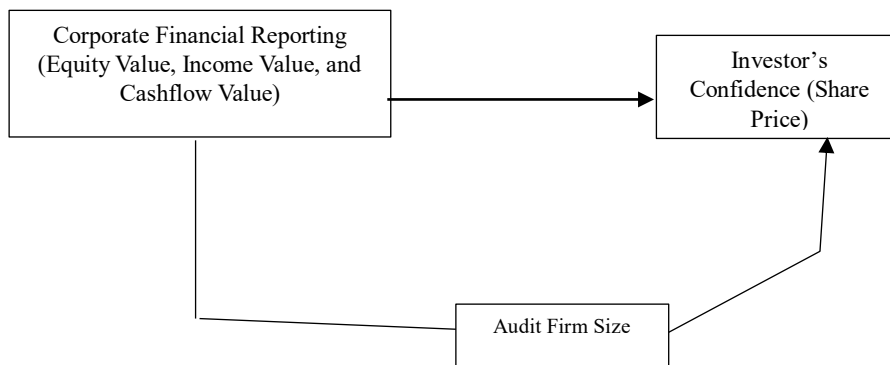 Corporate Financial Reporting
(Equity Value, Income Value, and
Cashflow Value)
Investor’s
Confidence (Share
Price)
Audit Firm Size